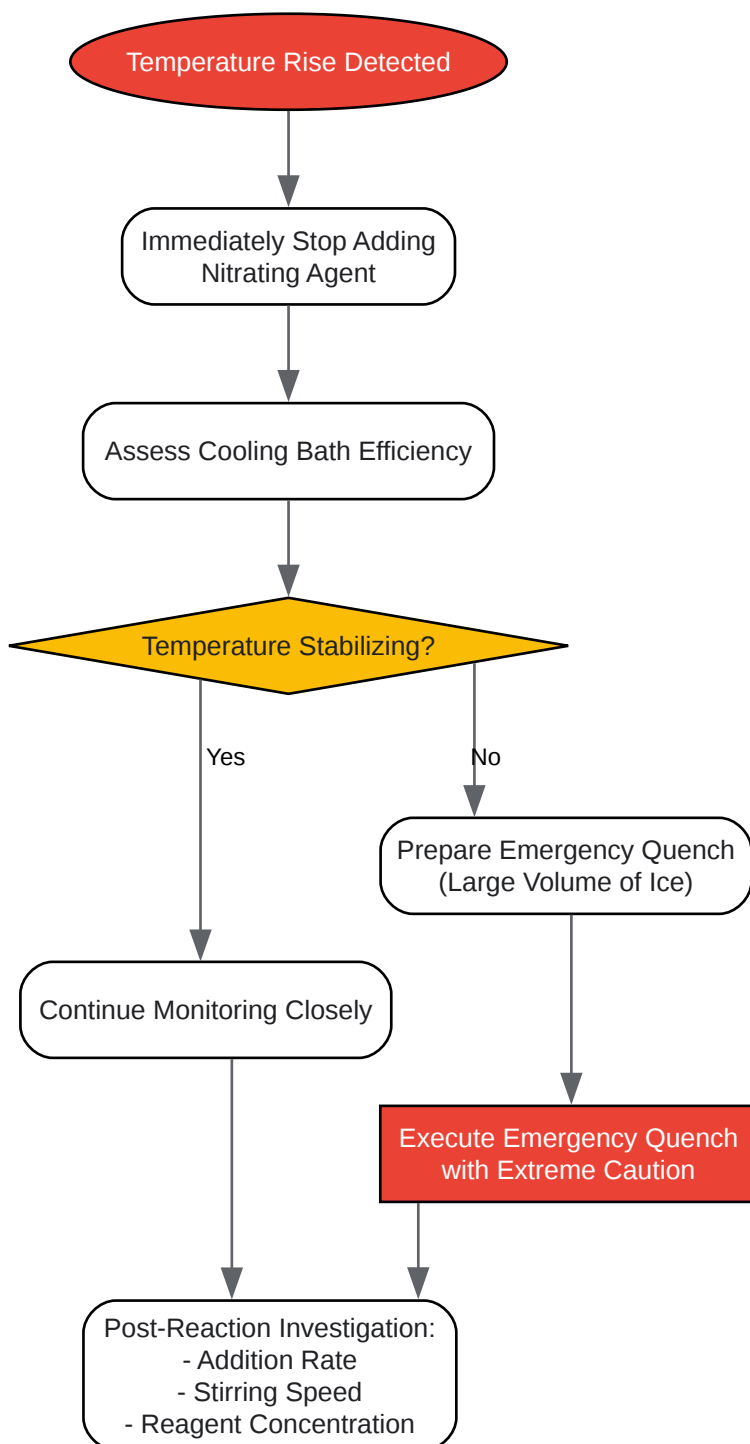 Temperature Rise Detected
Immediately Stop Adding
Nitrating Agent
Assess Cooling Bath Efficiency
Temperature Stabilizing?
Yes
No
Prepare Emergency Quench
(Large Volume of Ice)
Continue Monitoring Closely
Execute Emergency Quench
with Extreme Caution
Post-Reaction Investigation:
- Addition Rate
- Stirring Speed
- Reagent Concentration